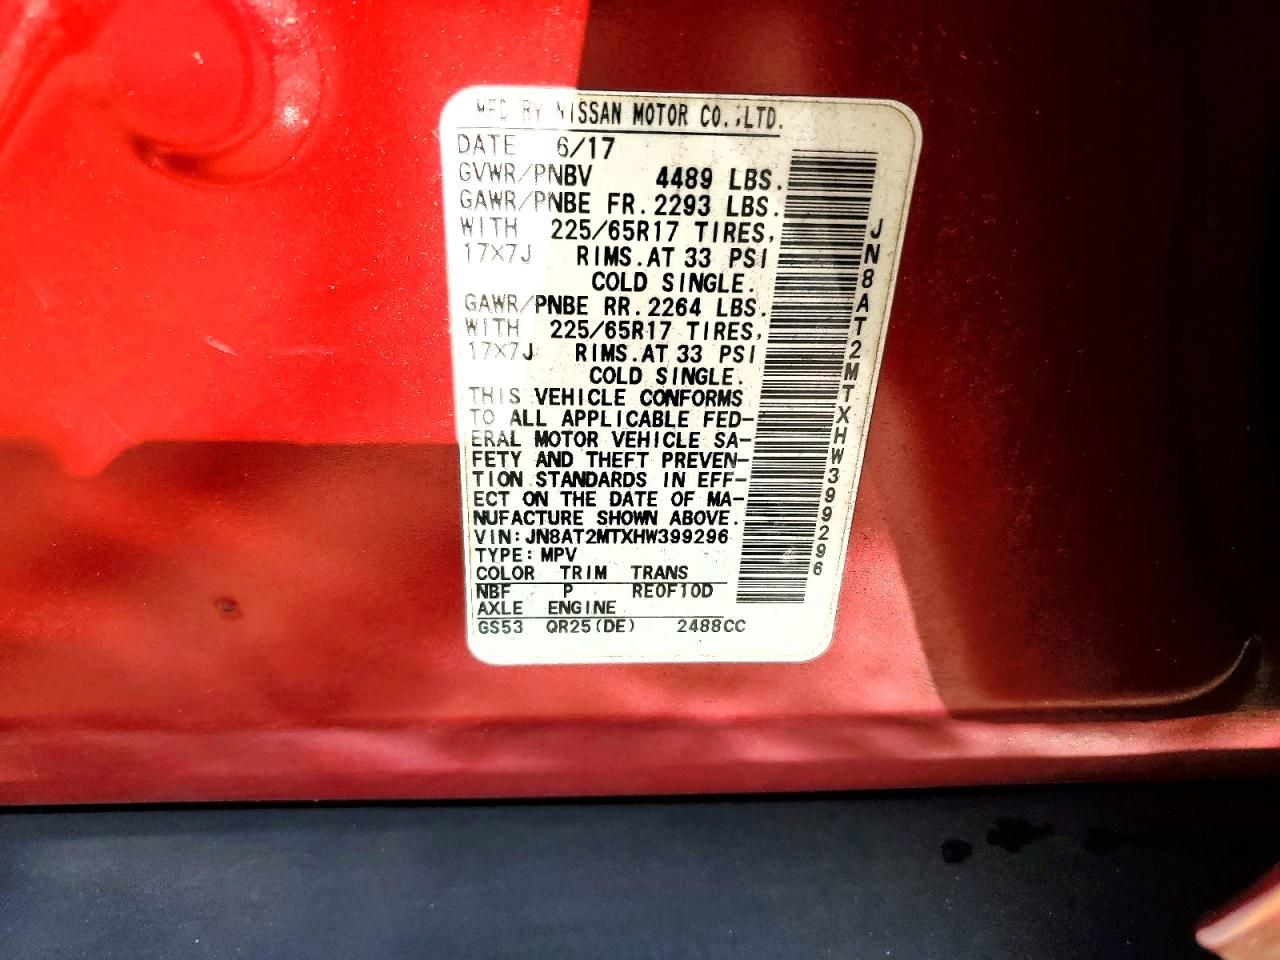 MFD BY NISSAN MOTOR CO.,LTD.
DATE 6/17
GVWR/PNBV 4489 LBS.
GAWR/PNBE FR. 2293 LBS.
WITH 225/65R17 TIRES,
17X7J RIMS.AT 33 PSI
COLD SINGLE.
GAWR/PNBE RR. 2264 LBS.
WITH 225/65R17 TIRES,
17X7J RIMS.AT 33 PSI
COLD SINGLE.
THIS VEHICLE CONFORMS
TO ALL APPLICABLE FED-
ERAL MOTOR VEHICLE SA-
FETY AND THEFT PREVEN-
TION STANDARDS IN EFF-
ECT ON THE DATE OF MA-
NUFACTURE SHOWN ABOVE.
VIN:JN8AT2MTXHW399296
TYPE:MPV
COLOR TRIM TRANS
NBF P RE0F10D
AXLE ENGINE
GS53 QR25(DE) 2488CC
JN8AT2MTXHW399296